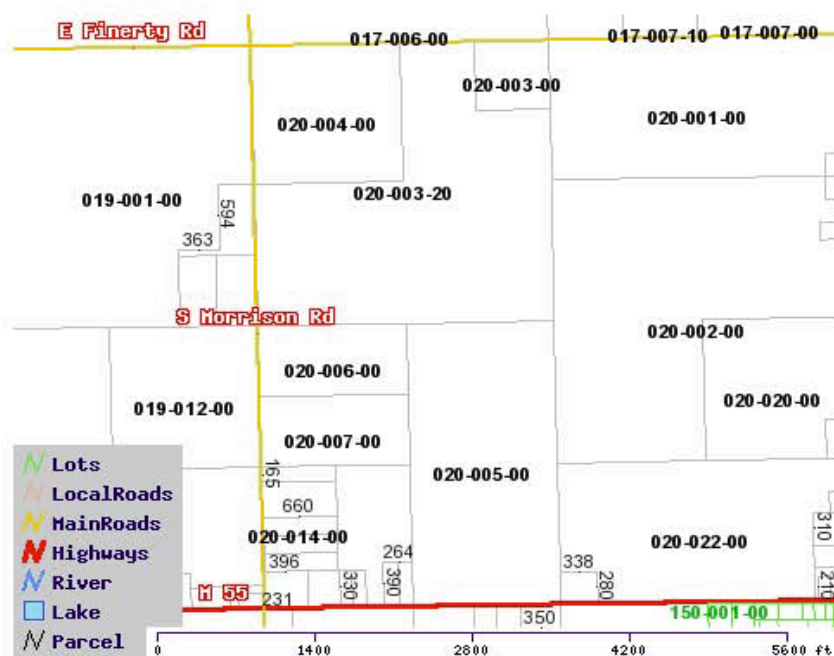 E Finerty Rd
017-006-00
017-007-10
017-007-00
020-003-00
020-004-00
020-001-00
019-001-00
594
020-003-20
363
S Morrison Rd
020-002-00
020-006-00
019-012-00
020-020-00
020-007-00
165
020-005-00
660
020-014-00
310
020-022-00
396
264
338
330
390
280
210
M 55
231
350
150-001-00
Lots
LocalRoads
MainRoads
Highways
River
Lake
Parcel
0 1400 2800 4200 5600 ft